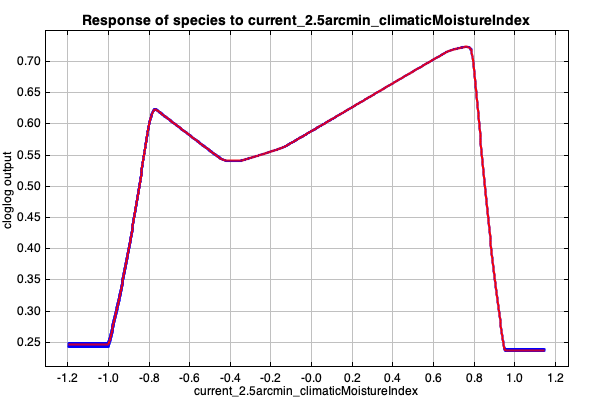 Response of species to current_2.5arcmin_climaticMoistureIndex
cloglog output
0.70
0.65
0.60
0.55
0.50
0.45
0.40
0.35
0.30
0.25
-1.2 -1.0 -0.8 -0.6 -0.4 -0.2 -0.0 0.2 0.4 0.6 0.8 1.0 1.2
current_2.5arcmin_climaticMoistureIndex